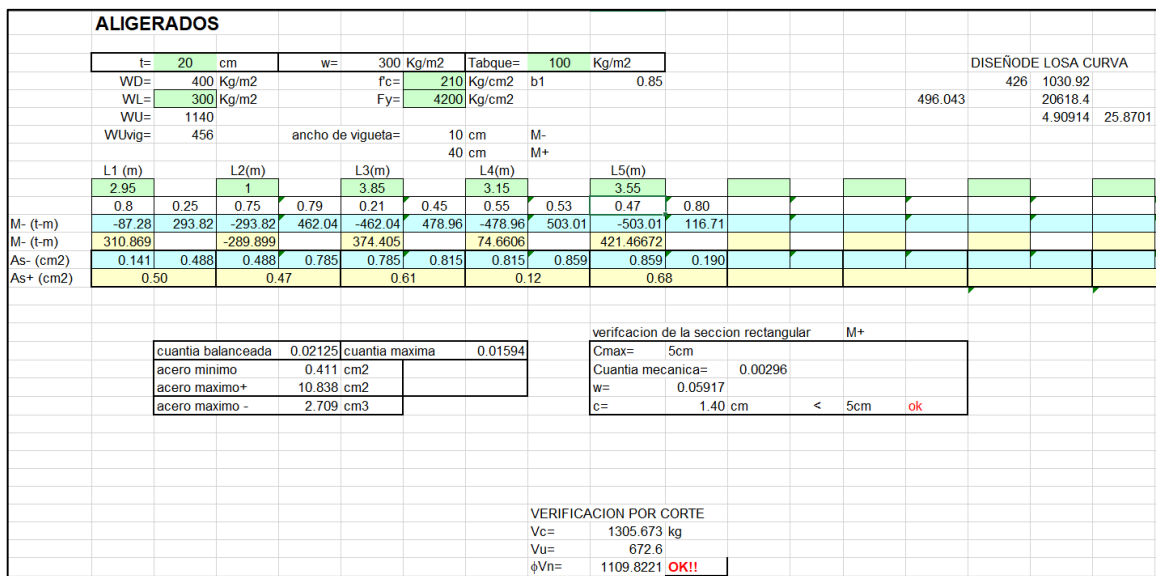 ALIGERADOS
t= 20 cm w= 300 Kg/m2 Tabque= 100 Kg/m2
DISEÑODE LOSA CURVA
WD= 400 Kg/m2 f'c= 210 Kg/cm2 b1 0.85 426 1030.92
WL= 300 Kg/m2 Fy= 4200 Kg/cm2 496.043 20618.4
WU= 1140 4.90914 25.8701
WUvig= 456 ancho de vigueta= 10 cm M-
40 cm M+
L1 (m) L2(m) L3(m) L4(m) L5(m)
2.95 1 3.85 3.15 3.55
0.8 0.25 0.75 0.79 0.21 0.45 0.55 0.53 0.47 0.80
M- (t-m) -87.28 293.82 -293.82 462.04 -462.04 478.96 -478.96 503.01 -503.01 116.71
M- (t-m) 310.869 -289.899 374.405 74.6606 421.46672
As- (cm2) 0.141 0.488 0.488 0.785 0.785 0.815 0.815 0.859 0.859 0.190
As+ (cm2) 0.50 0.47 0.61 0.12 0.68
verifcacion de la seccion rectangular M+
cuantia balanceada 0.02125 cuantia maxima 0.01594 Cmax= 5cm
acero minimo 0.411 cm2 Cuantia mecanica= 0.00296
acero maximo+ 10.838 cm2 w= 0.05917
acero maximo - 2.709 cm3 c= 1.40 cm < 5cm ok
VERIFICACION POR CORTE
Vc= 1305.673 kg
Vu= 672.6
ϕVn= 1109.8221 OK!!